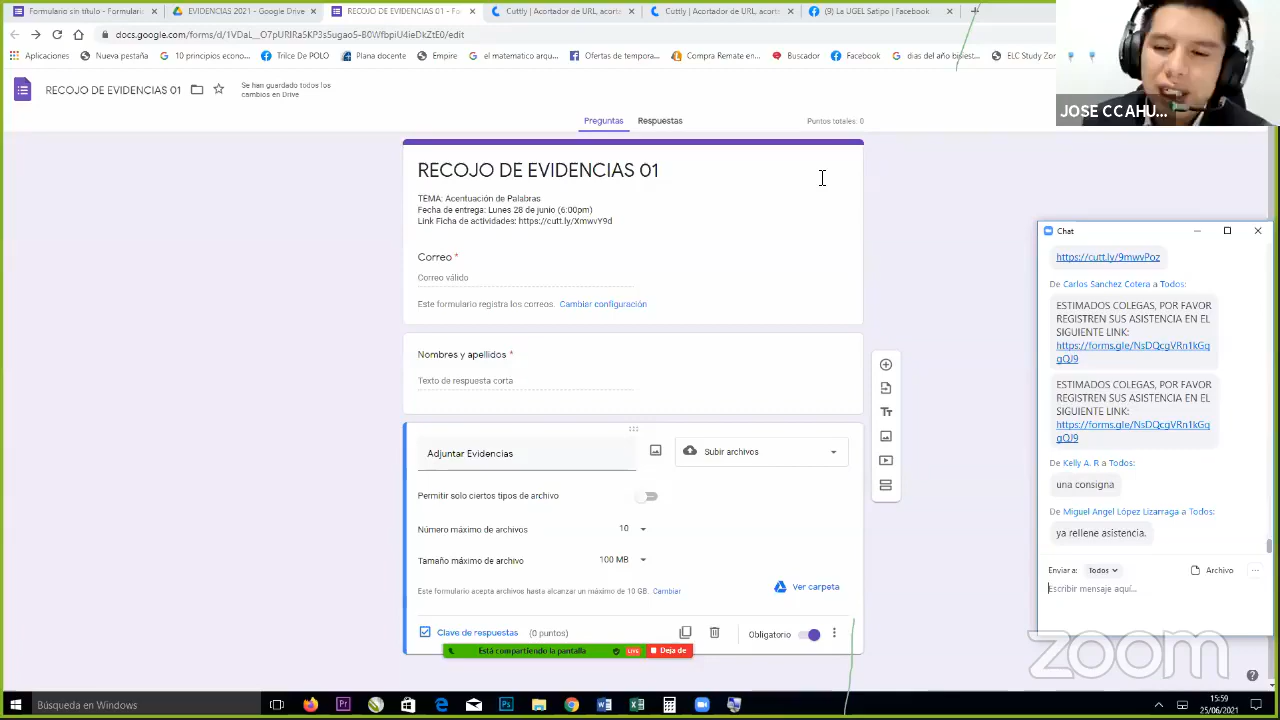 Formulario sin título - Formulario
EVIDENCIAS 2021 - Google Drive
RECOJO DE EVIDENCIAS 01 - Fo
Cuttly | Acortador de URL, conv
Cuttly | Acortador de URL, conv
(9) La UGEL Satipo | Facebook
docs.google.com/forms/d/
/edit
Aplicaciones
Nueva pestaña
10 principios econo...
Trilce De POLO
Plana docente
Empire
el matematico arqu...
Ofertas de tempora...
Compra Remate en...
Buscador
Facebook
dias del año bisiest...
ELC Study Zon
RECOJO DE EVIDENCIAS 01
Se han guardado todos los
cambios en Drive
JOSE CCAHU...
Preguntas
Respuestas
Puntos totales: 0
RECOJO DE EVIDENCIAS 01
TEMA: Acentuación de Palabras
Fecha de entrega: Lunes 28 de junio (6:00pm)
Link Ficha de actividades: https://cutt.ly/XmwvY9d
Correo *
Correo válido
Este formulario registra los correos. Cambiar configuración
Nombres y apellidos *
Texto de respuesta corta
Adjuntar Evidencias
Subir archivos
Permitir solo ciertos tipos de archivo
Número máximo de archivos
10
Tamaño máximo de archivo
100 MB
Este formulario acepta archivos hasta alcanzar un máximo de 10 GB. Cambiar
Ver carpeta
Clave de respuestas (0 puntos)
Obligatorio
Está compartiendo la pantalla
LIVE
Deja de
Chat
https://cutt.ly/9mwvPoz
De Carlos Sanchez Cotera a Todos:
ESTIMADOS COLEGAS, POR FAVOR
REGISTREN SUS ASISTENCIA EN EL
SIGUIENTE LINK:
https://forms.gle/NsDQcgVRn1kGq
qQJ9
ESTIMADOS COLEGAS, POR FAVOR
REGISTREN SUS ASISTENCIA EN EL
SIGUIENTE LINK:
https://forms.gle/NsDQcgVRn1kGq
qQJ9
De Kelly A. R a Todos:
una consigna
De Miguel Angel López Lizarraga a Todos:
ya rellene asistencia.
Enviar a:
Todos
Archivo
Escribir mensaje aquí...
zoom
Búsqueda en Windows
15:59
25/06/2021